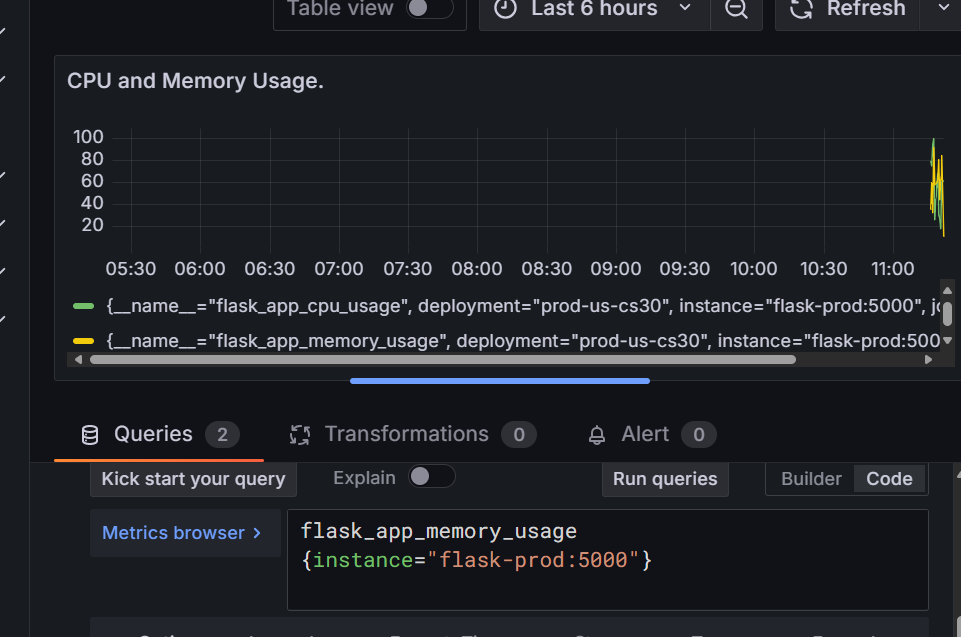 Table view
Last 6 hours
Refresh
CPU and Memory Usage.
100
80
60
40
20
05:30 06:00 06:30 07:00 07:30 08:00 08:30 09:00 09:30 10:00 10:30 11:00
{__name__="flask_app_cpu_usage", deployment="prod-us-cs30", instance="flask-prod:5000", jo
{__name__="flask_app_memory_usage", deployment="prod-us-cs30", instance="flask-prod:500
Queries 2
Transformations 0
Alert 0
Kick start your query
Explain
Run queries
Builder
Code
Metrics browser >
flask_app_memory_usage
{instance="flask-prod:5000"}